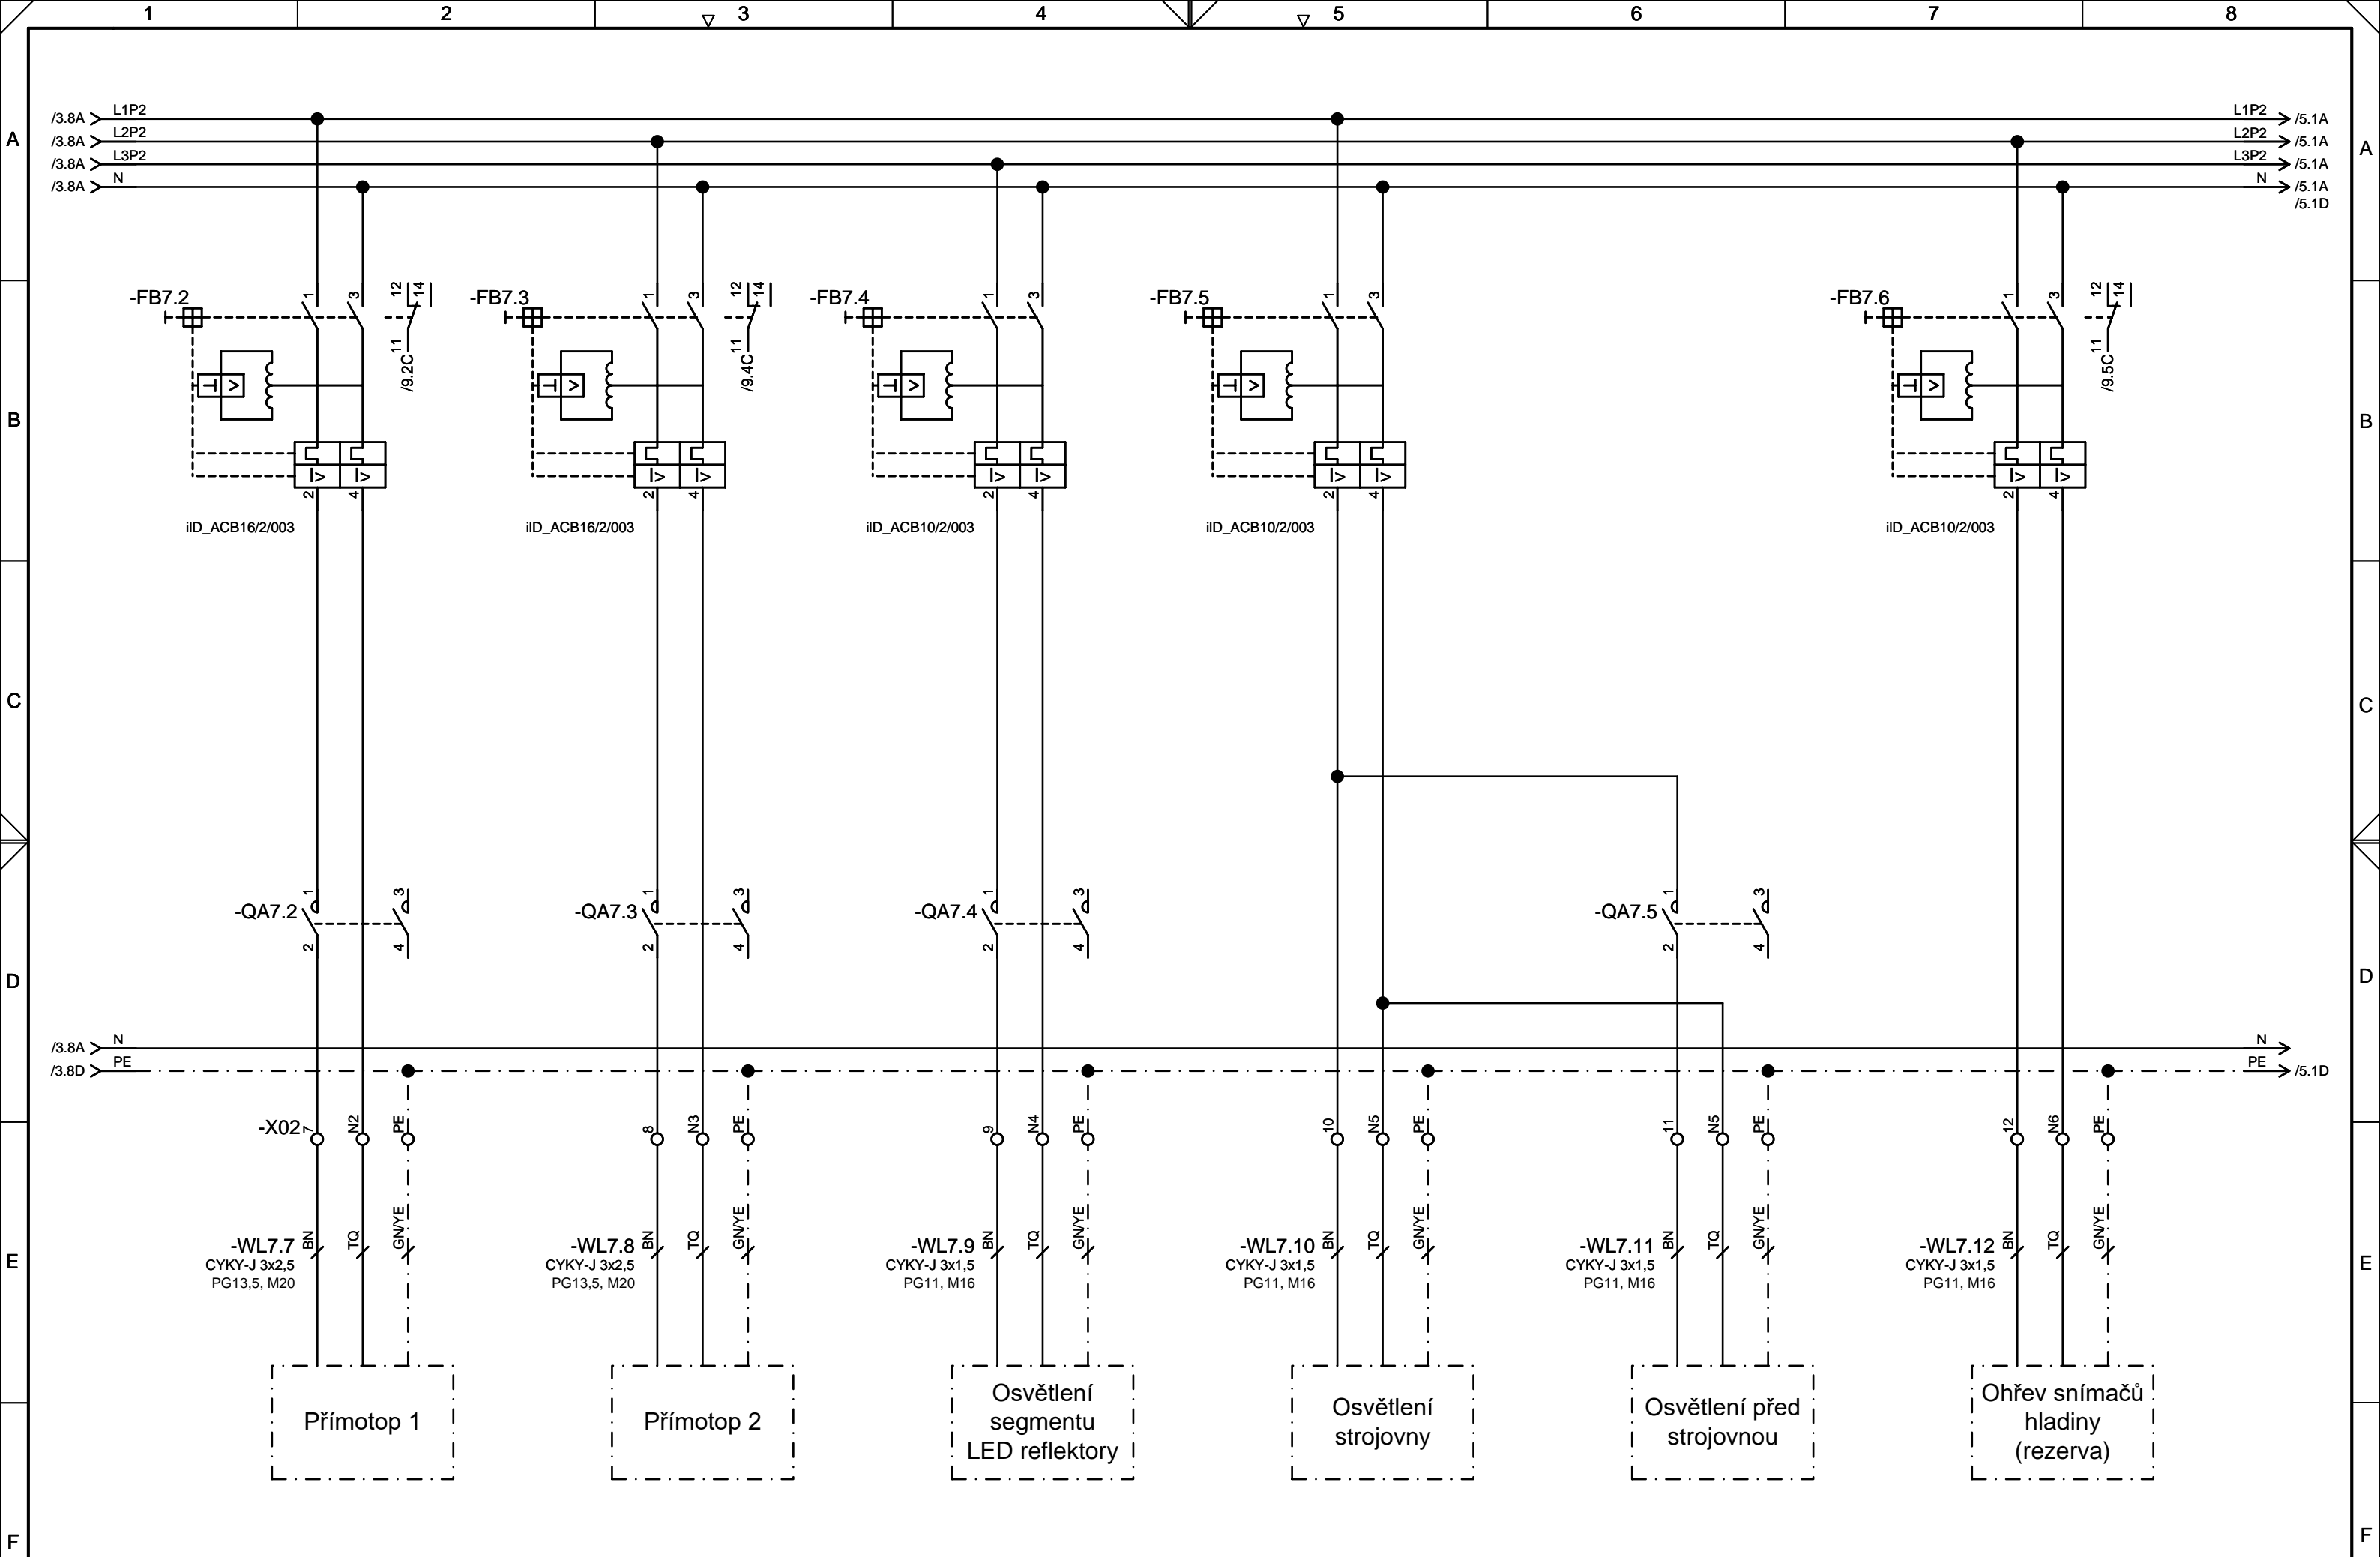 1 2 3 4 5 6 7 8
/3.8A L1P2 L1P2 /5.1A
A /3.8A L2P2 L2P2 /5.1A A
/3.8A L3P2 L3P2 /5.1A
/3.8A N N /5.1A
/5.1D
-FB7.2 1 3 12 14
11 /9.2C
I>
I>
2 4
iID_ACB16/2/003
-FB7.3 1 3 12 14
11 /9.4C
I>
I>
2 4
iID_ACB16/2/003
-FB7.4 1 3
I>
I>
2 4
iID_ACB10/2/003
-FB7.5 1 3
I>
I>
2 4
iID_ACB10/2/003
-FB7.6 1 3 12 14
11 /9.5C
I>
I>
2 4
iID_ACB10/2/003
B B
C C
-QA7.2 1 2 3 4
-QA7.3 1 2 3 4
-QA7.4 1 2 3 4
-QA7.5 1 2 3 4
D D
/3.8A N N
/3.8D PE PE /5.1D
-X02 7 N2 PE 8 N3 PE 9 N4 PE 10 N5 PE 11 N5 PE 12 N6 PE
E E
-WL7.7 BN TQ GN/YE
CYKY-J 3x2,5
PG13,5, M20
-WL7.8 BN TQ GN/YE
CYKY-J 3x2,5
PG13,5, M20
-WL7.9 BN TQ GN/YE
CYKY-J 3x1,5
PG11, M16
-WL7.10 BN TQ GN/YE
CYKY-J 3x1,5
PG11, M16
-WL7.11 BN TQ GN/YE
CYKY-J 3x1,5
PG11, M16
-WL7.12 BN TQ GN/YE
CYKY-J 3x1,5
PG11, M16
Přímotop 1
Přímotop 2
Osvětlení
segmentu
LED reflektory
Osvětlení
strojovny
Osvětlení před
strojovnou
Ohřev snímačů
hladiny
(rezerva)
F F